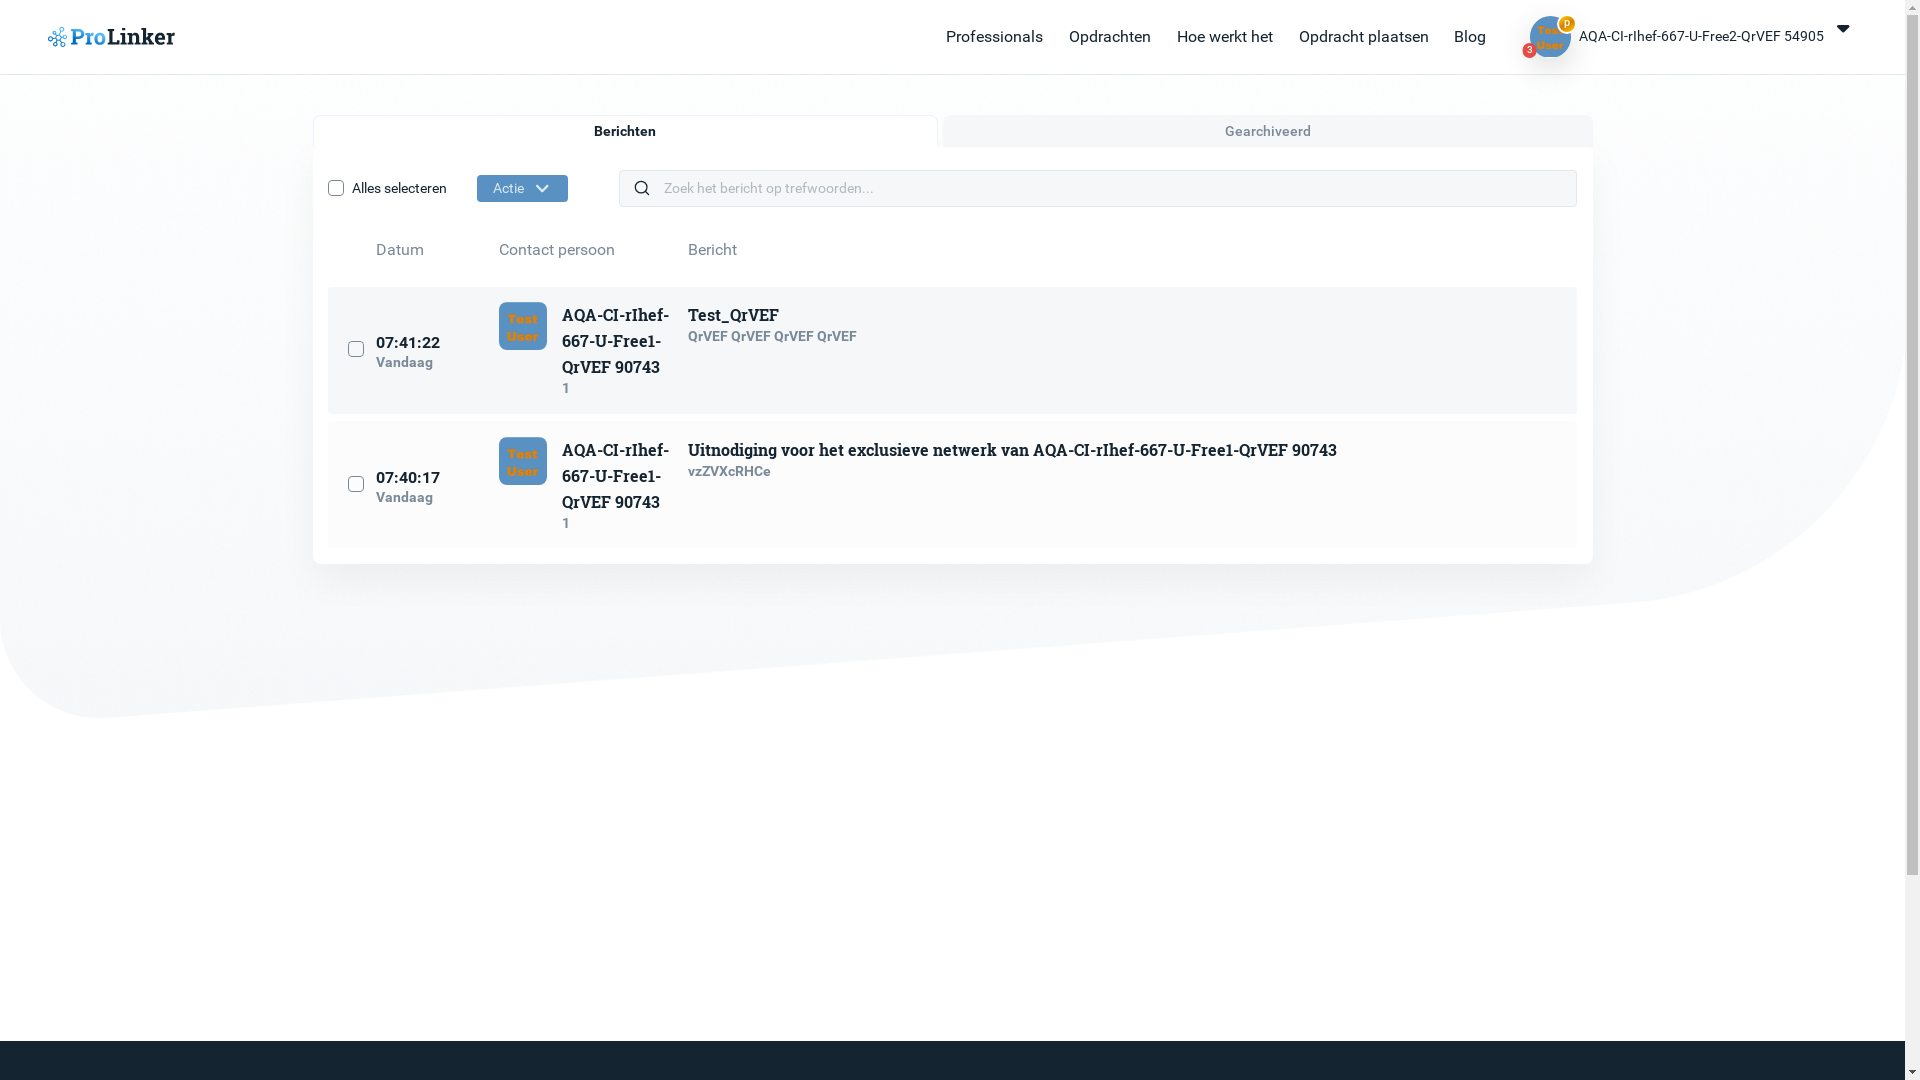 ProLinker
Professionals
Opdrachten
Hoe werkt het
Opdracht plaatsen
Blog
Test
User
p
3
AQA-CI-rIhef-667-U-Free2-QrVEF 54905
Berichten
Gearchiveerd
Alles selecteren
Actie
Zoek het bericht op trefwoorden...
Datum
Contact persoon
Bericht
07:41:22
Vandaag
Test
User
AQA-CI-rIhef-
667-U-Free1-
QrVEF 90743
1
Test_QrVEF
QrVEF QrVEF QrVEF QrVEF
07:40:17
Vandaag
Test
User
AQA-CI-rIhef-
667-U-Free1-
QrVEF 90743
1
Uitnodiging voor het exclusieve netwerk van AQA-CI-rIhef-667-U-Free1-QrVEF 90743
vzZVXcRHCe